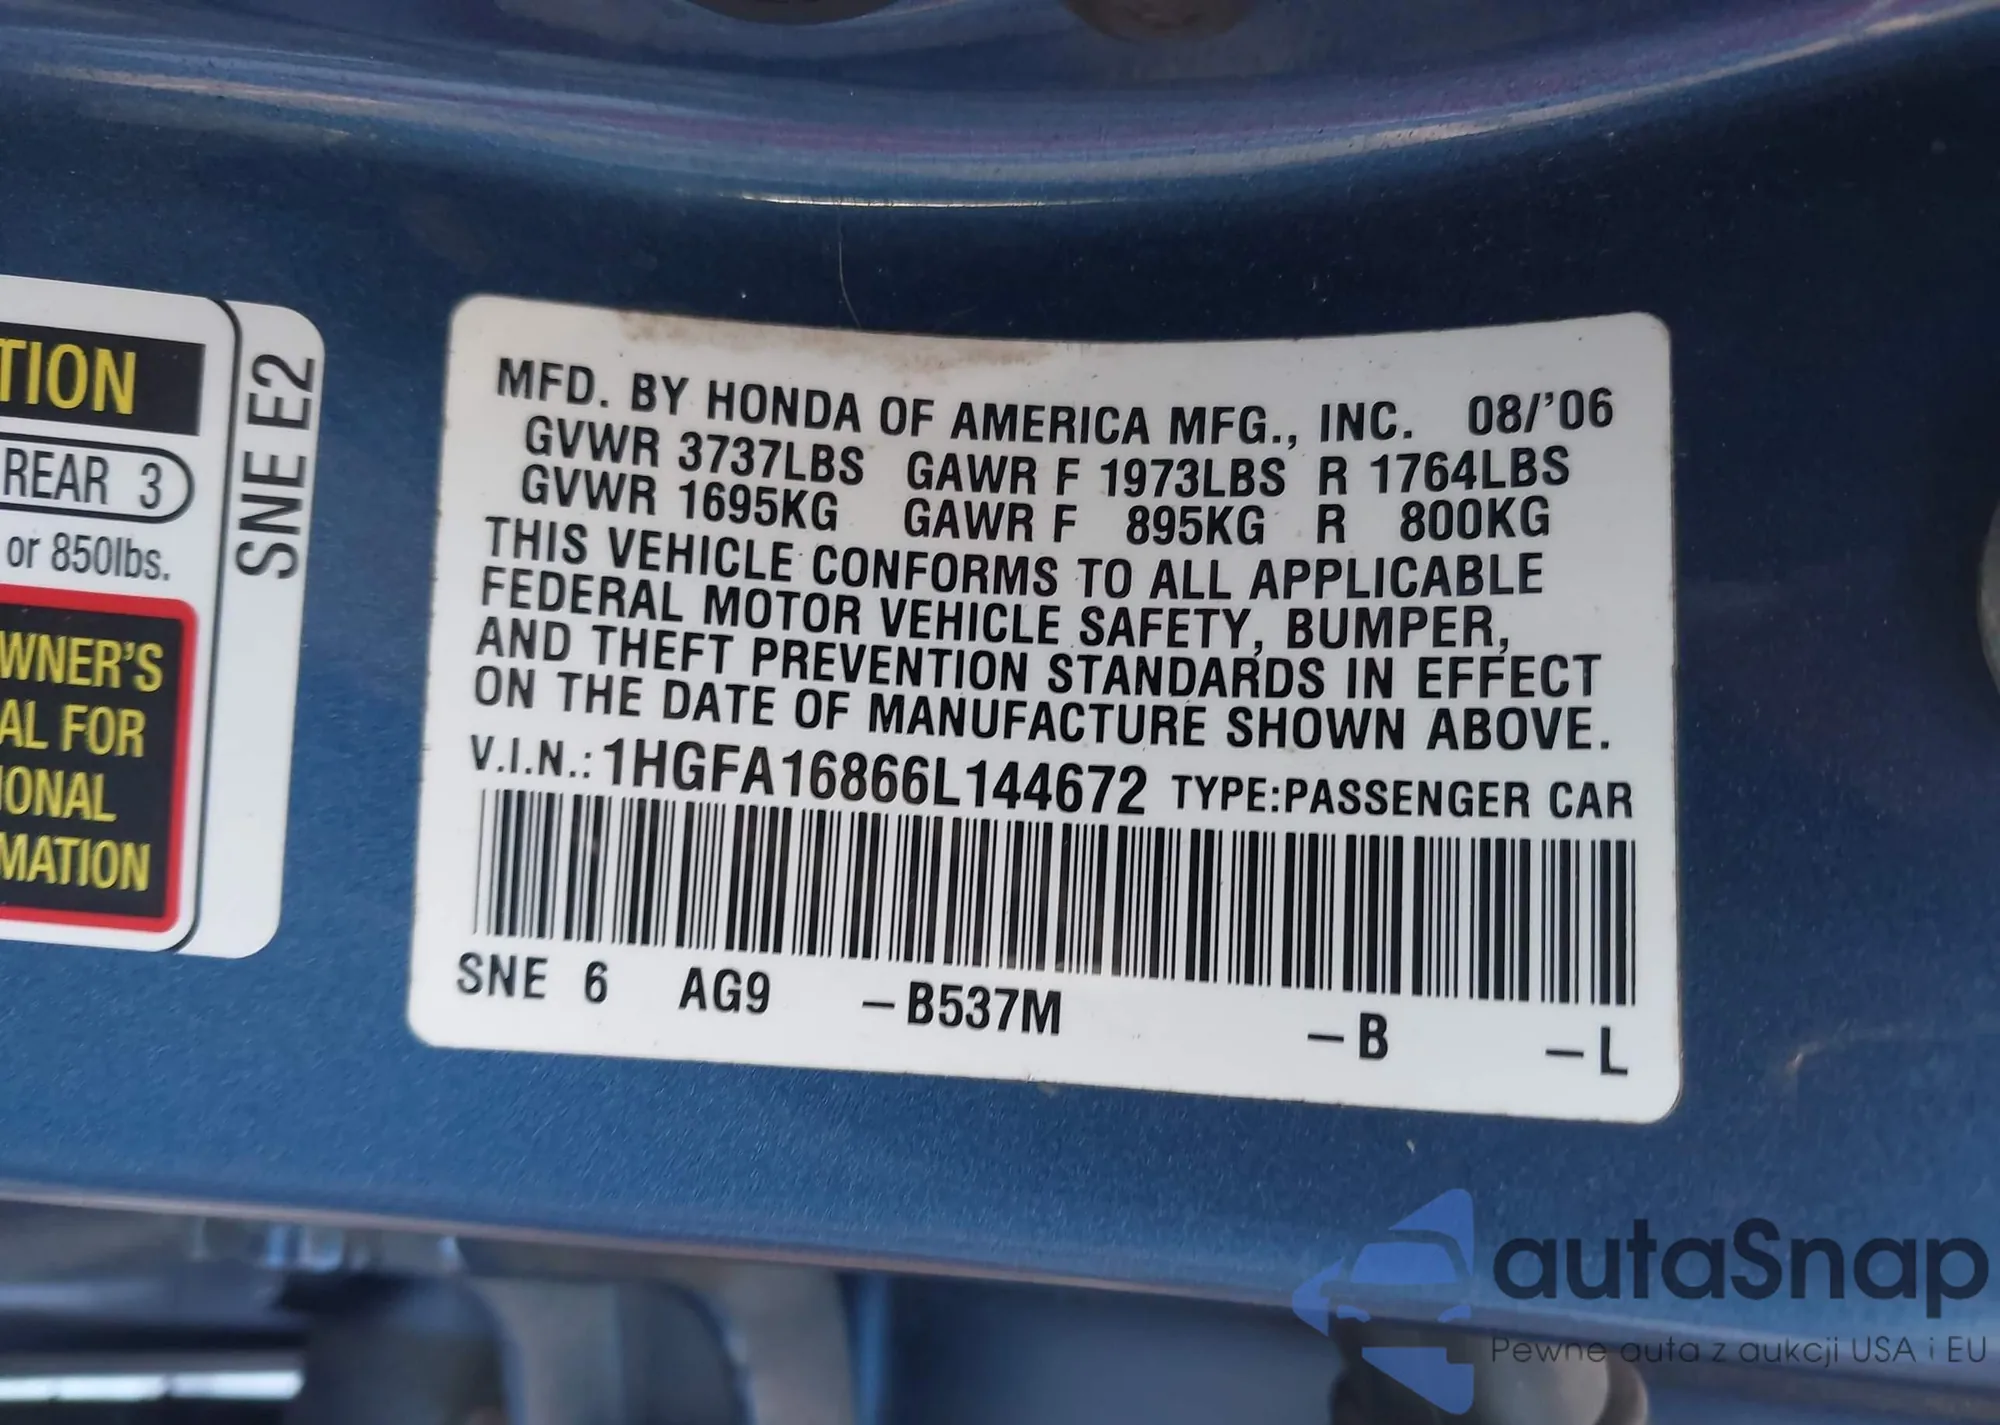 TION
REAR 3
or 850lbs.
WNER'S
AL FOR
IONAL
MATION
SNE E2
MFD. BY HONDA OF AMERICA MFG., INC. 08/'06
GVWR 3737LBS GAWR F 1973LBS R 1764LBS
GVWR 1695KG GAWR F 895KG R 800KG
THIS VEHICLE CONFORMS TO ALL APPLICABLE
FEDERAL MOTOR VEHICLE SAFETY, BUMPER,
AND THEFT PREVENTION STANDARDS IN EFFECT
ON THE DATE OF MANUFACTURE SHOWN ABOVE.
V.I.N.: 1HGFA16866L144672 TYPE:PASSENGER CAR
SNE 6 AG9 –B537M –B –L
autaSnap
Pewne auta z aukcji USA i EU